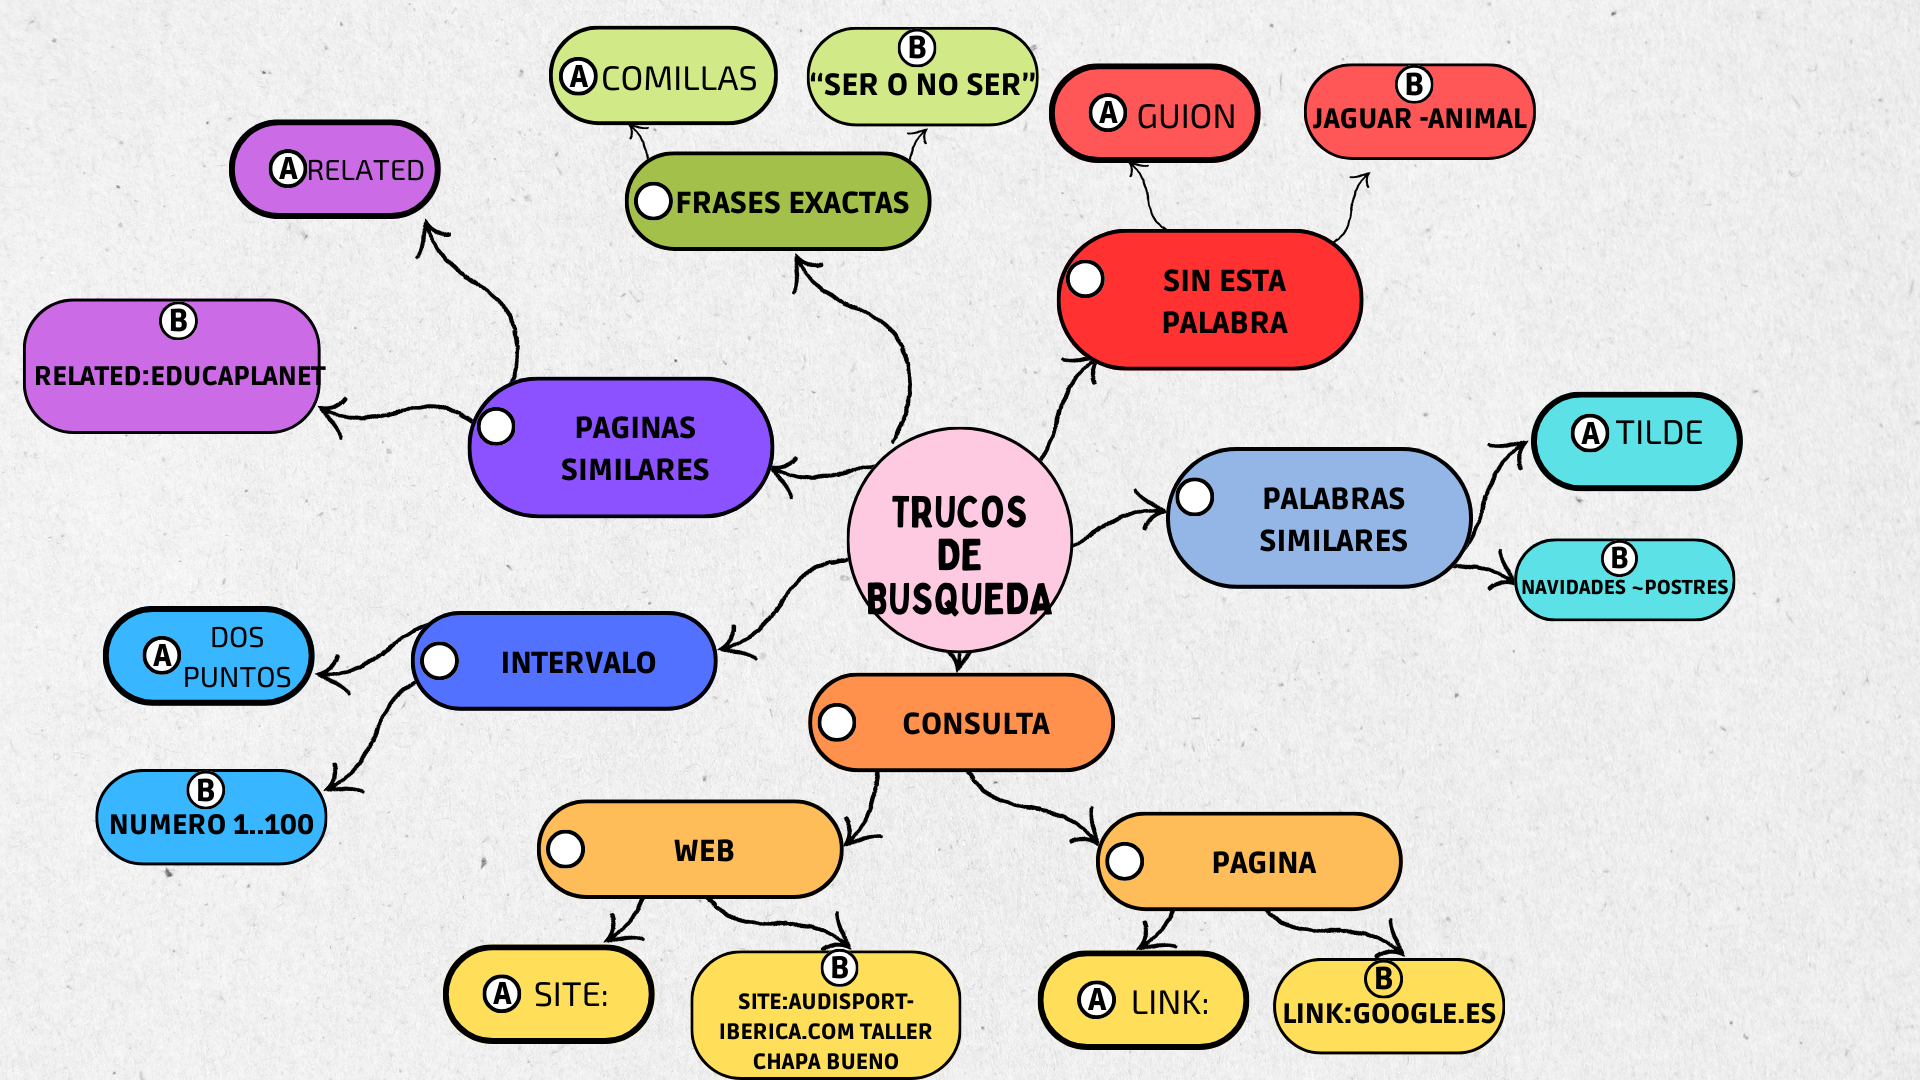 TRUCOS
DE
BUSQUEDA
FRASES EXACTAS
A COMILLAS
B
“SER O NO SER”
SIN ESTA
PALABRA
A GUION
B
JAGUAR -ANIMAL
PALABRAS
SIMILARES
A TILDE
B
NAVIDADES ~POSTRES
CONSULTA
WEB
A SITE:
B
SITE:AUDISPORT-
IBERICA.COM TALLER
CHAPA BUENO
PAGINA
A LINK:
B
LINK:GOOGLE.ES
INTERVALO
A DOS
PUNTOS
B
NUMERO 1..100
PAGINAS
SIMILARES
A RELATED
B
RELATED:EDUCAPLANET